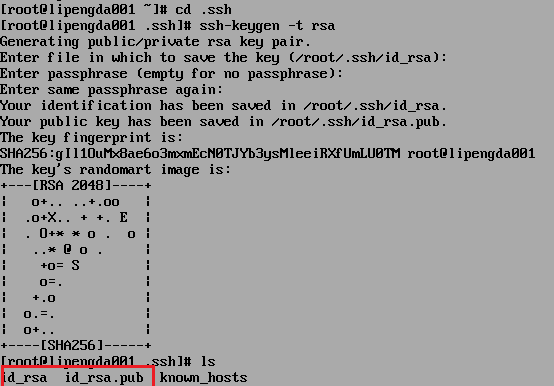 [root@lipengda001 ~]# cd .ssh
[root@lipengda001 .ssh]# ssh-keygen -t rsa
Generating public/private rsa key pair.
Enter file in which to save the key (/root/.ssh/id_rsa):
Enter passphrase (empty for no passphrase):
Enter same passphrase again:
Your identification has been saved in /root/.ssh/id_rsa.
Your public key has been saved in /root/.ssh/id_rsa.pub.
The key fingerprint is:
SHA256:gIl1OuMx8ae6o3mxmEcN0TJYb3ysMleeiRXfUmLU0TM root@lipengda001
The key's randomart image is:
+---[RSA 2048]----+
|    o+.. ..+.oo    |
|   .o+X.. + +. E   |
|   . O+* * o .  o |
|    ..* @ o .      |
|     +o= S         |
|     o=.           |
|    +.o            |
|   o.=.            |
|   o+..            |
+----[SHA256]-----+
[root@lipengda001 .ssh]# ls
id_rsa  id_rsa.pub  known_hosts